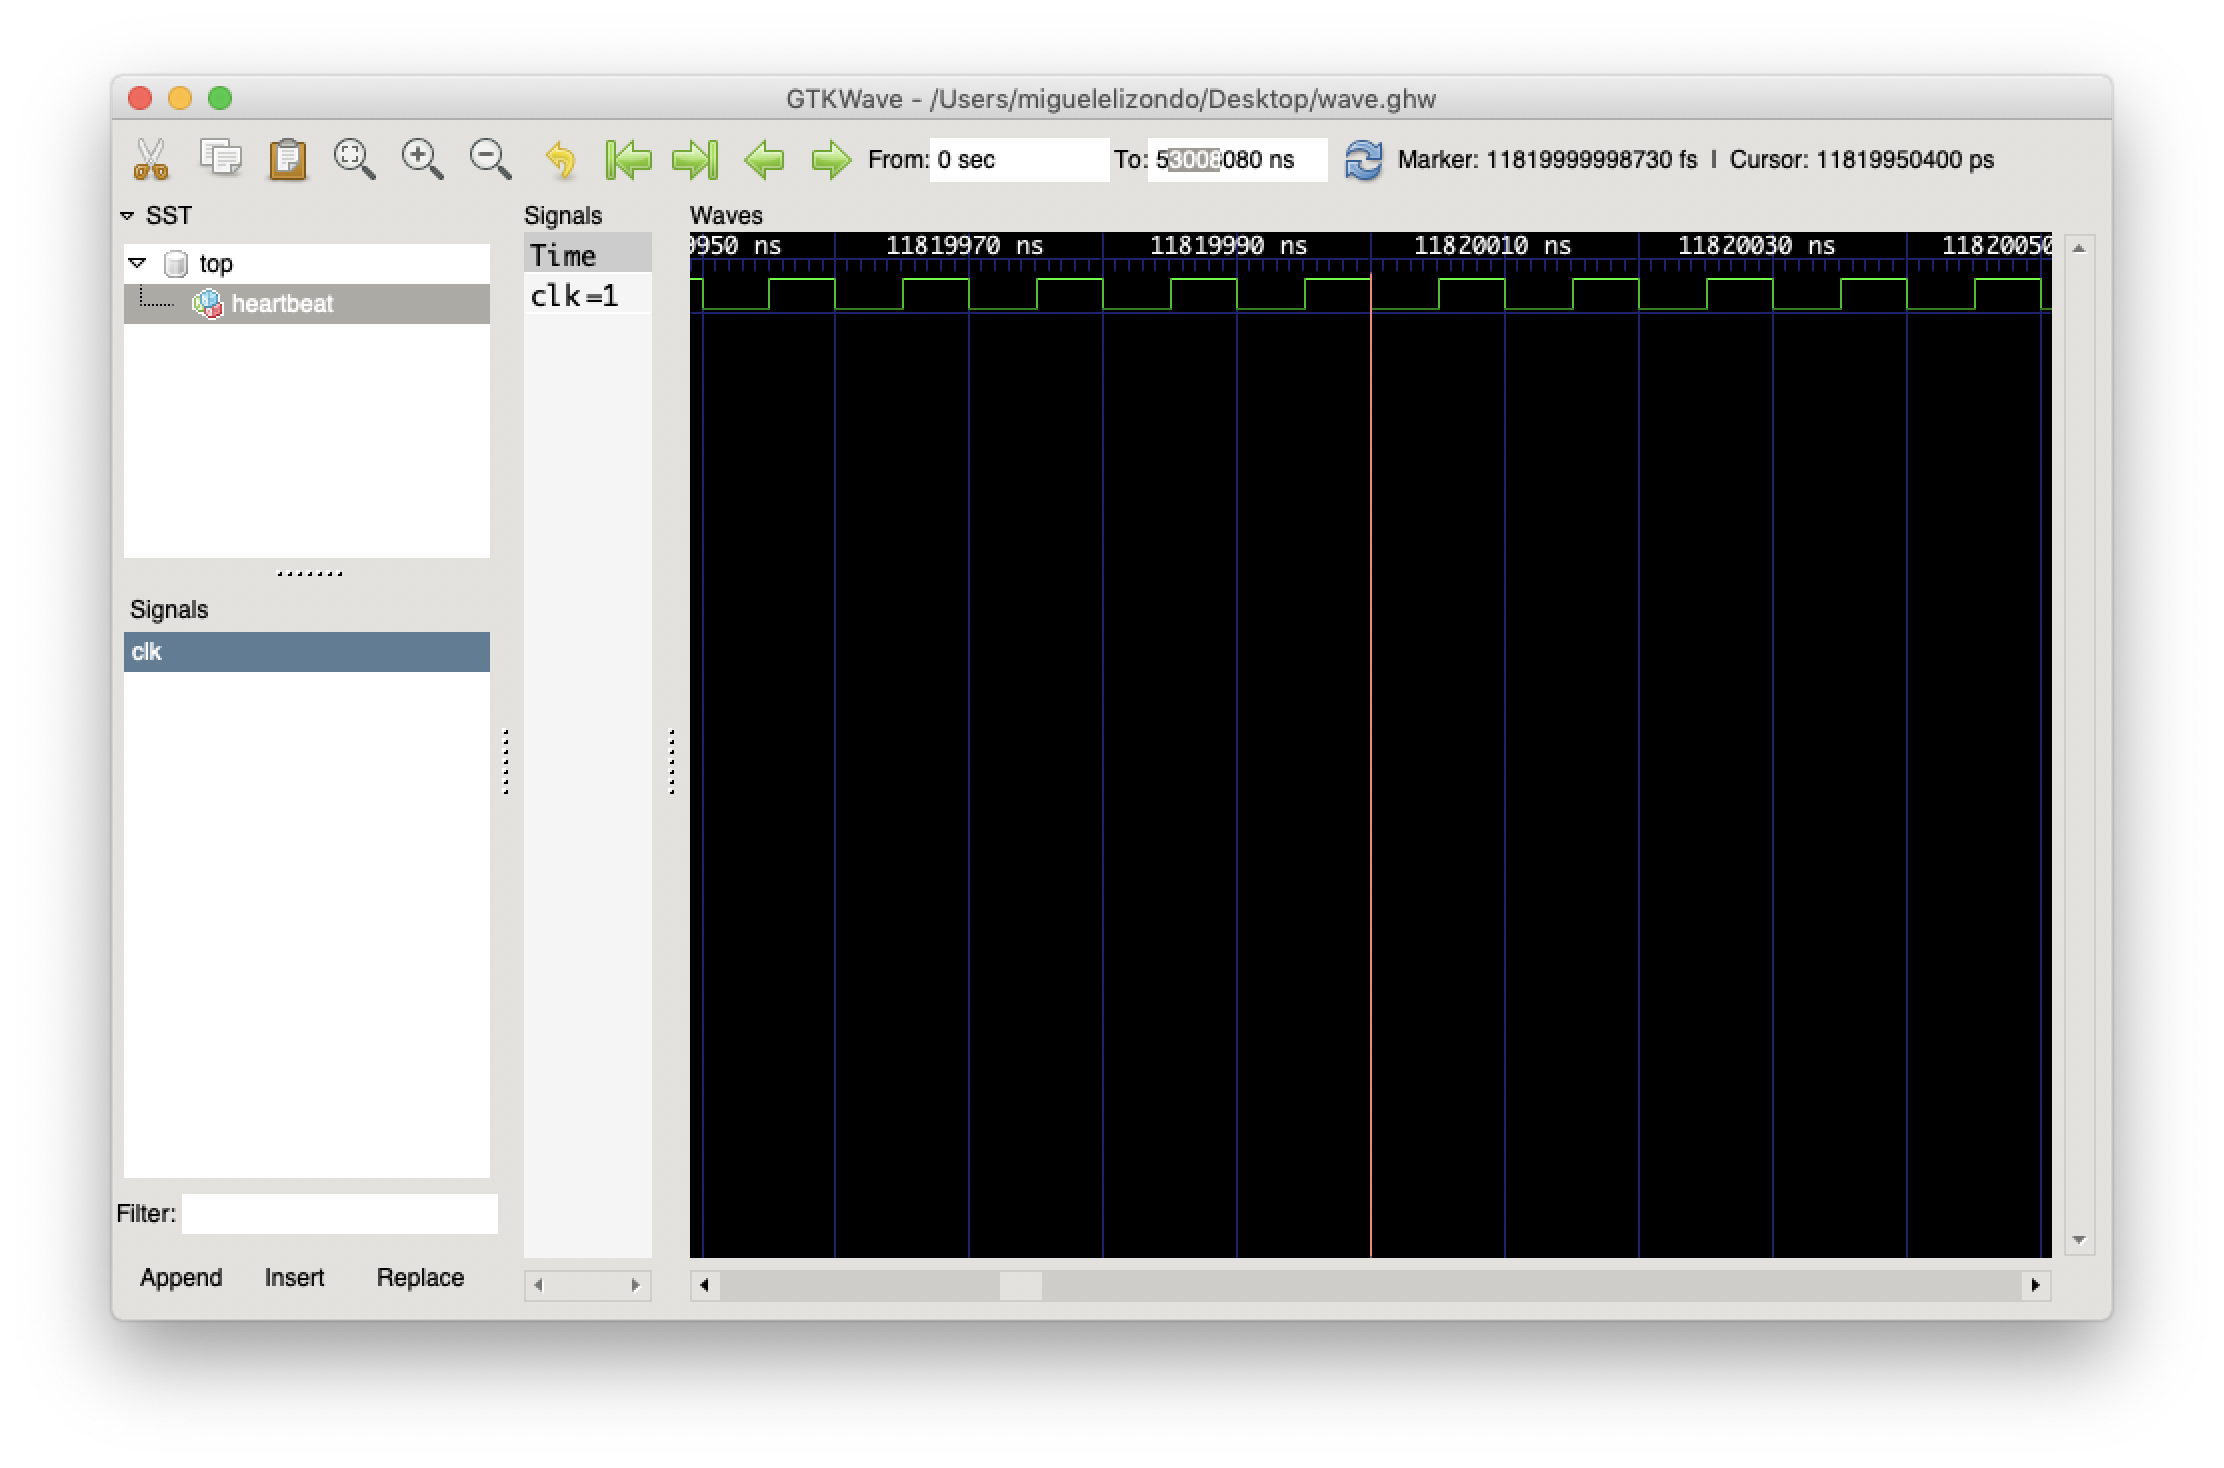 GTKWave - /Users/miguelelizondo/Desktop/wave.ghw
From: 0 sec To: 53008080 ns Marker: 11819999998730 fs | Cursor: 11819950400 ps
SST
top
heartbeat
Signals
clk
Filter:
Append Insert Replace
Signals
Time
clk=1
Waves
9950 ns 11819970 ns 11819990 ns 11820010 ns 11820030 ns 11820050